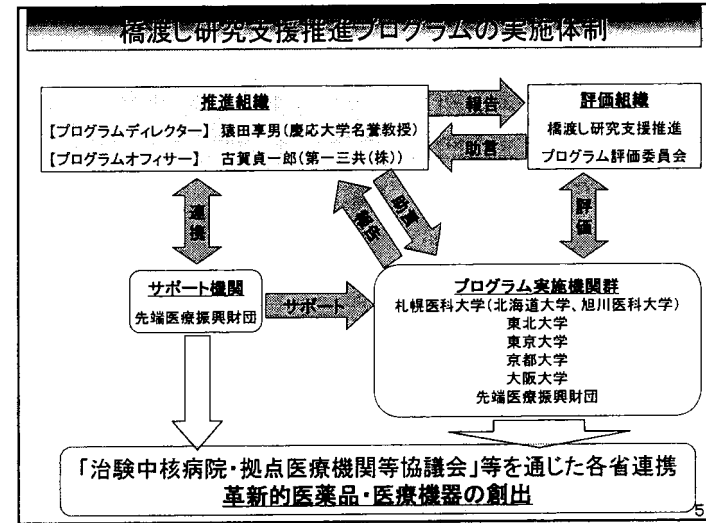 橋渡し研究支援推進プログラムの実施体制
推進組織
【プログラムディレクター】 猿田享男(慶応大学名誉教授)
【プログラムオフィサー】 古賀貞一郎(第一三共(株))
報告
助言
評価組織
橋渡し研究支援推進
プログラム評価委員会
連携
報告
助言
評価
サポート機関
先端医療振興財団
サポート
プログラム実施機関群
札幌医科大学(北海道大学、旭川医科大学)
東北大学
東京大学
京都大学
大阪大学
先端医療振興財団
「治験中核病院・拠点医療機関等協議会」等を通じた各省連携
革新的医薬品・医療機器の創出
5